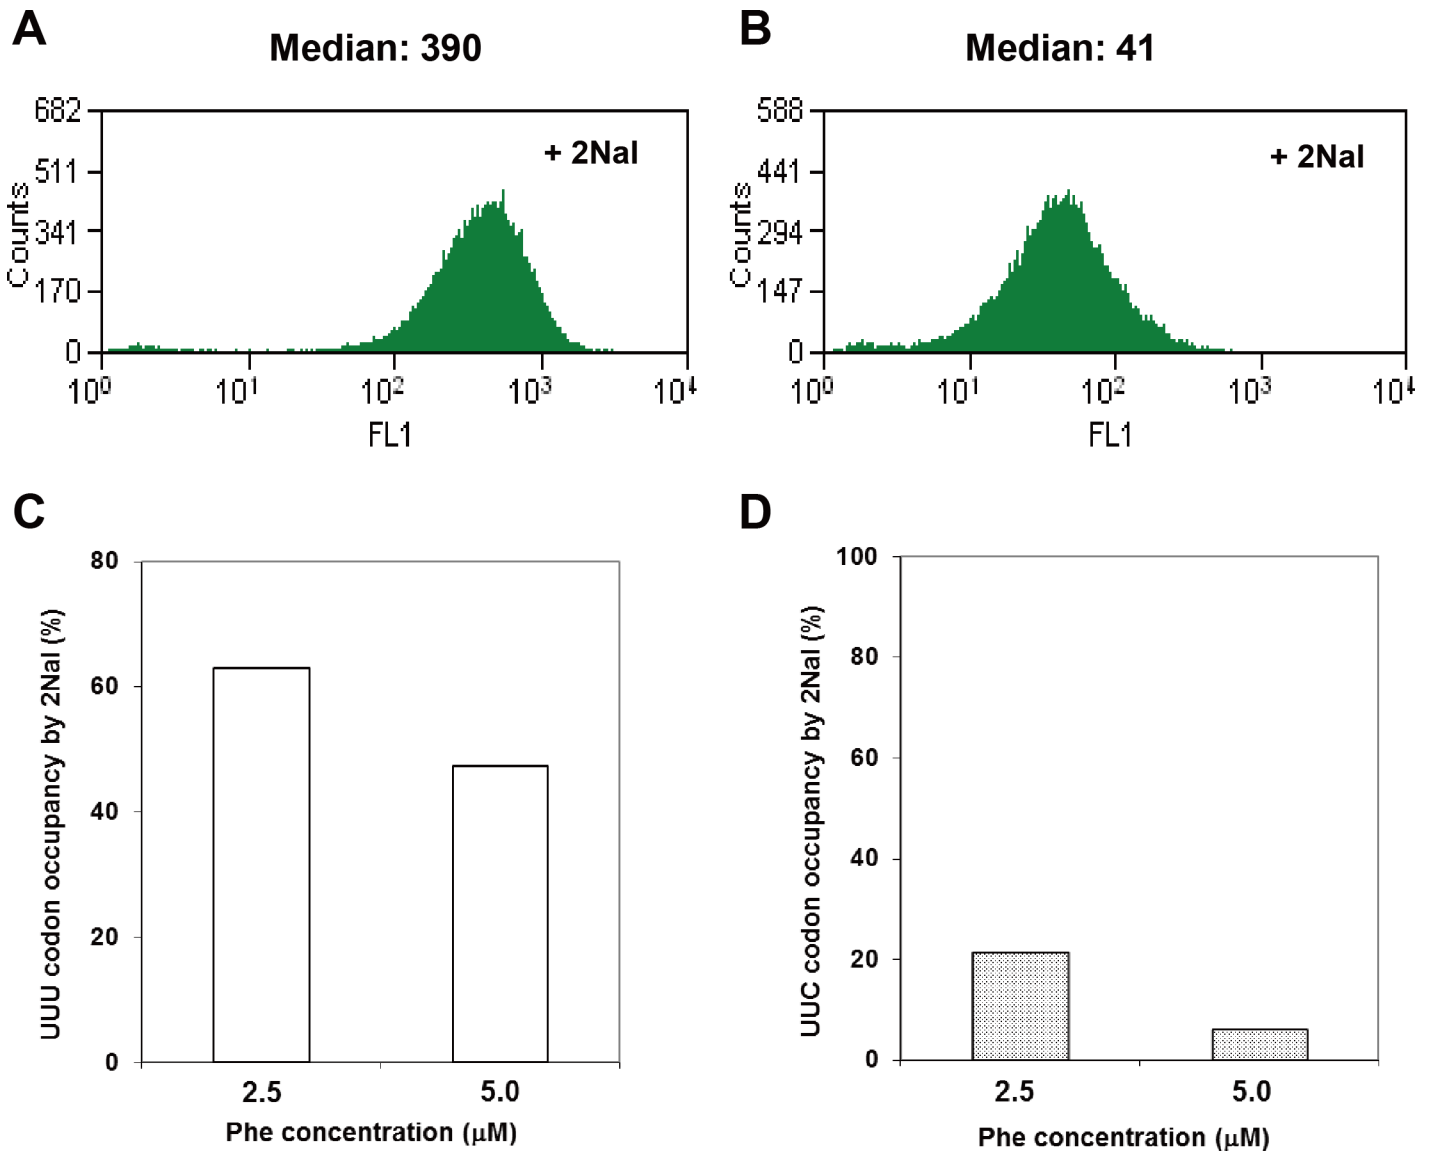 A
Median: 390
682
511
341
170
0
Counts
+ 2Nal
10⁰ 10¹ 10² 10³ 10⁴
FL1
B
Median: 41
588
441
294
147
0
Counts
+ 2Nal
10⁰ 10¹ 10² 10³ 10⁴
FL1
C
80
60
40
20
0
UUU codon occupancy by 2Nal (%)
2.5 5.0
Phe concentration (µM)
D
100
80
60
40
20
0
UUC codon occupancy by 2Nal (%)
2.5 5.0
Phe concentration (µM)